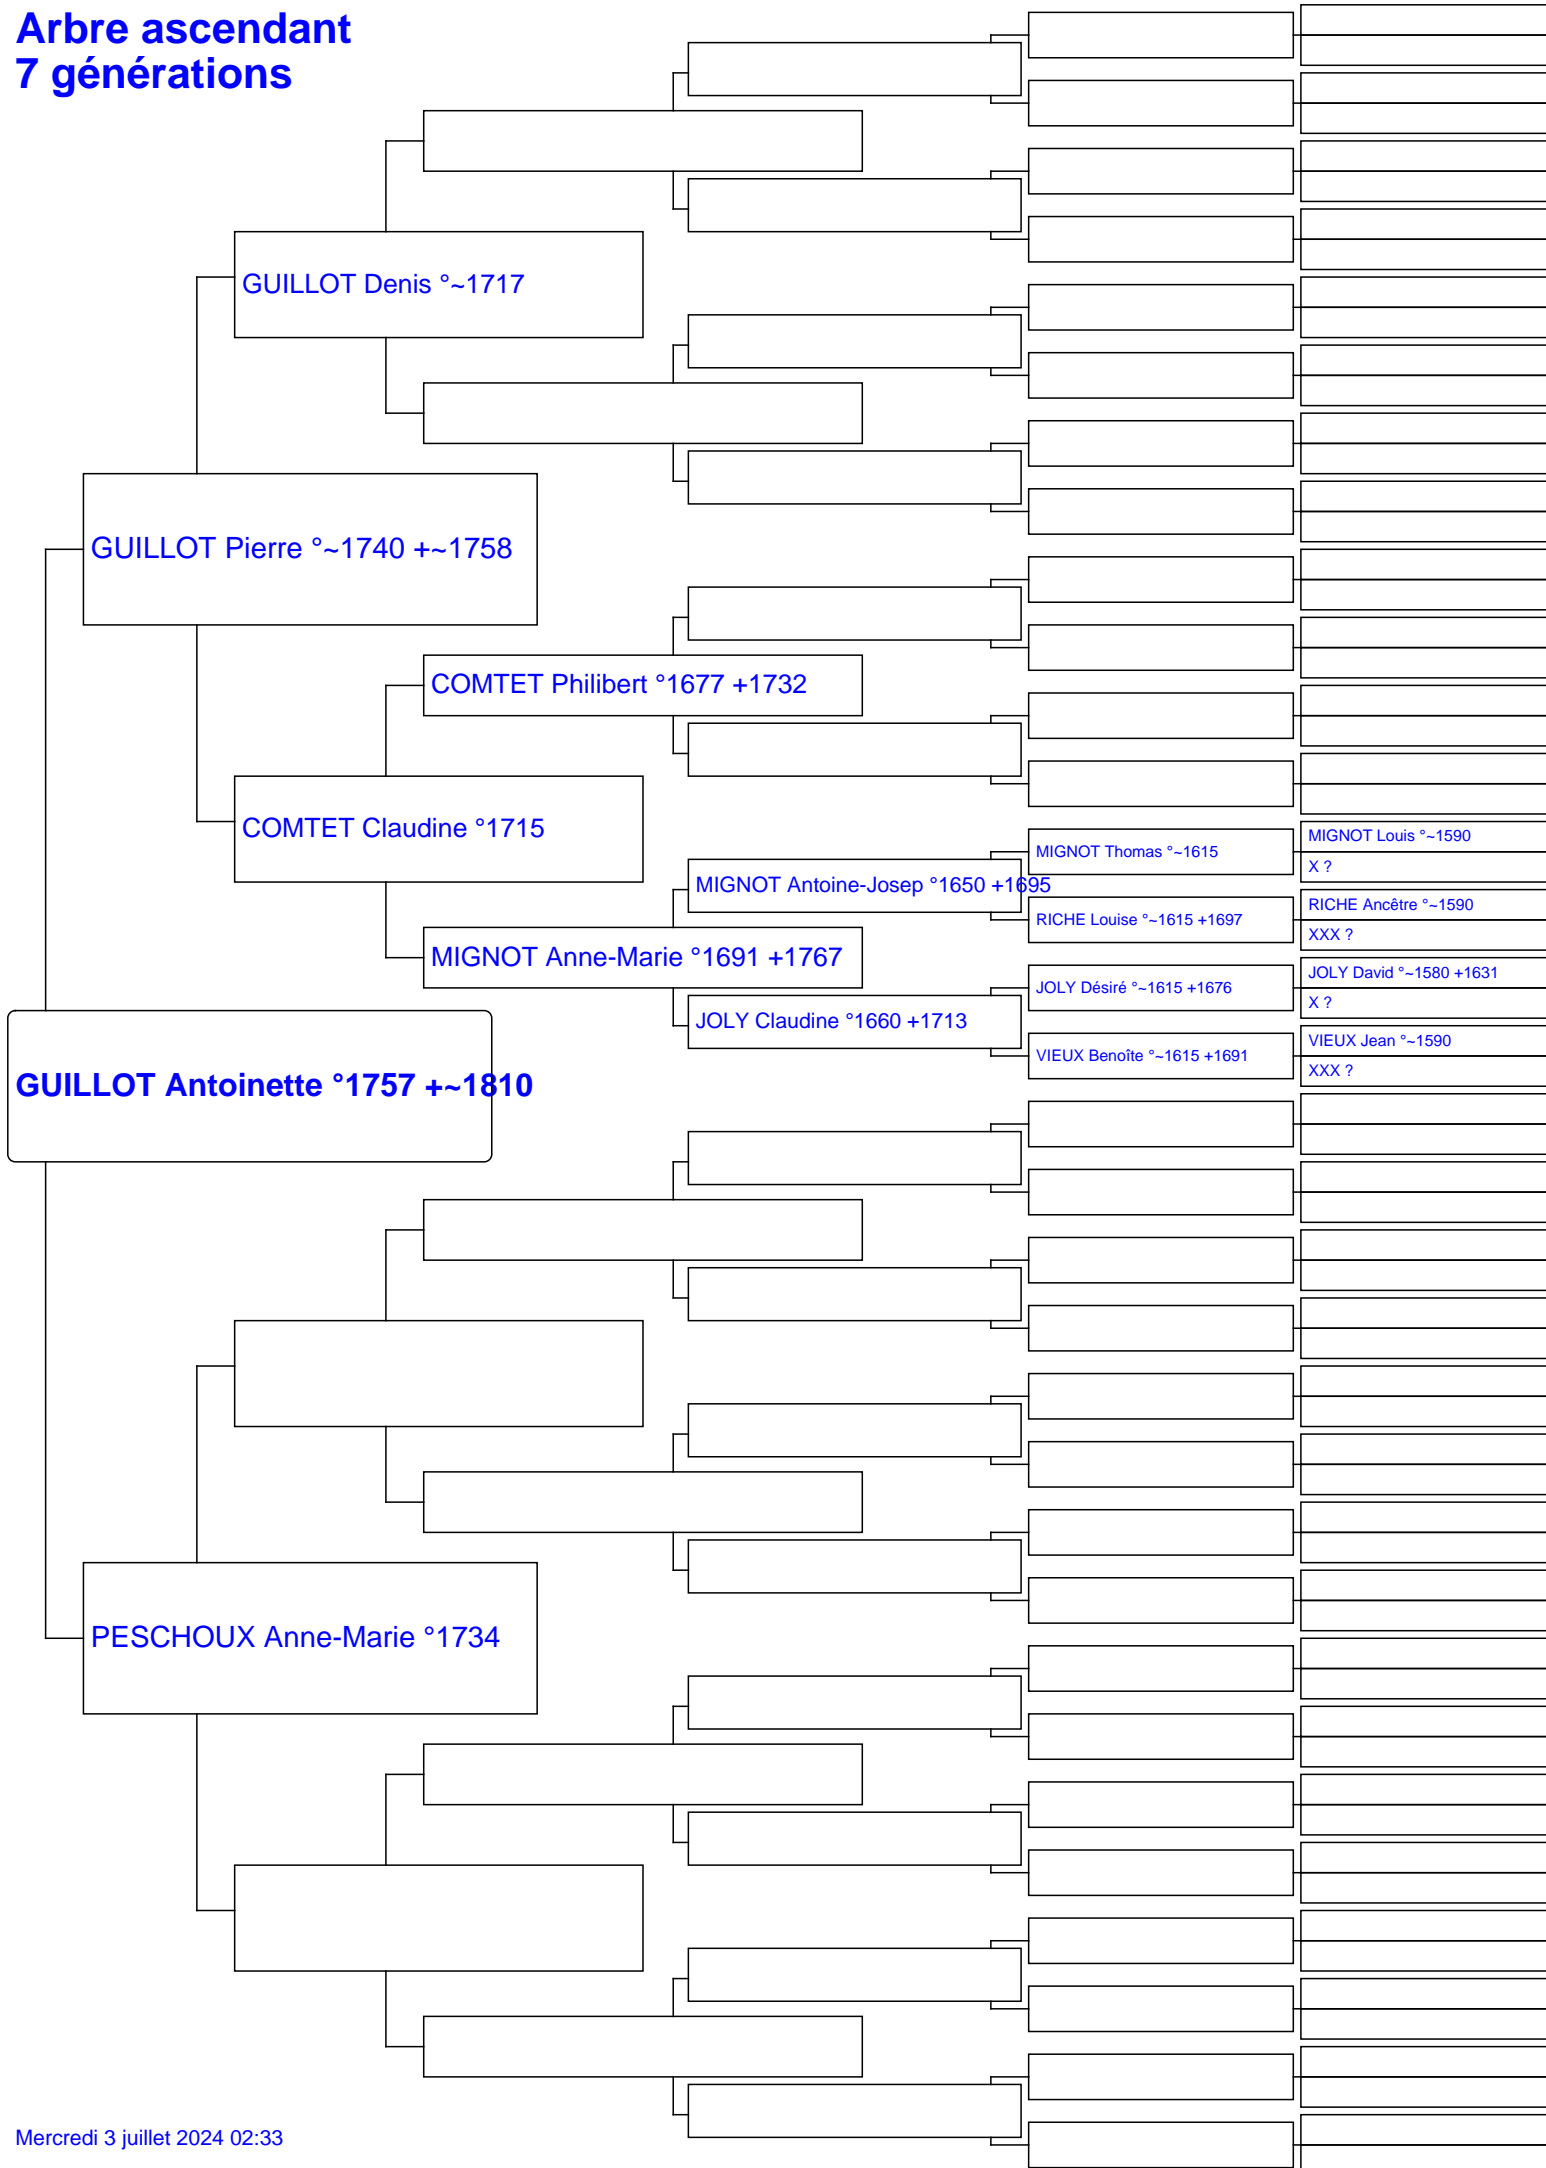 Arbre ascendant
7 générations
GUILLOT Denis °~1717
GUILLOT Pierre °~1740 +~1758
COMTET Philibert °1677 +1732
COMTET Claudine °1715
MIGNOT Louis °~1590
MIGNOT Thomas °~1615
X ?
MIGNOT Antoine-Josep °1650 +1695
RICHE Ancêtre °~1590
RICHE Louise °~1615 +1697
XXX ?
MIGNOT Anne-Marie °1691 +1767
JOLY David °~1580 +1631
JOLY Désiré °~1615 +1676
X ?
JOLY Claudine °1660 +1713
VIEUX Jean °~1590
VIEUX Benoîte °~1615 +1691
XXX ?
GUILLOT Antoinette °1757 +~1810
PESCHOUX Anne-Marie °1734
Mercredi 3 juillet 2024 02:33